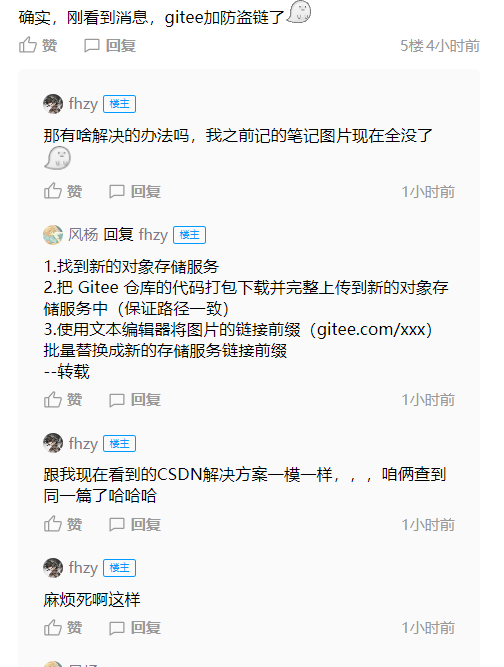 确实，刚看到消息，gitee加防盗链了
赞 回复 5楼 4小时前
fhzy 楼主
那有啥解决的办法吗，我之前记的笔记图片现在全没了
赞 回复 1小时前
风杨 回复 fhzy 楼主
1.找到新的对象存储服务
2.把 Gitee 仓库的代码打包下载并完整上传到新的对象存
储服务中（保证路径一致）
3.使用文本编辑器将图片的链接前缀（gitee.com/xxx）
批量替换成新的存储服务链接前缀
--转载
赞 回复 1小时前
fhzy 楼主
跟我现在看到的CSDN解决方案一模一样，，，咱俩查到
同一篇了哈哈哈
赞 回复 1小时前
fhzy 楼主
麻烦死啊这样
赞 回复 1小时前